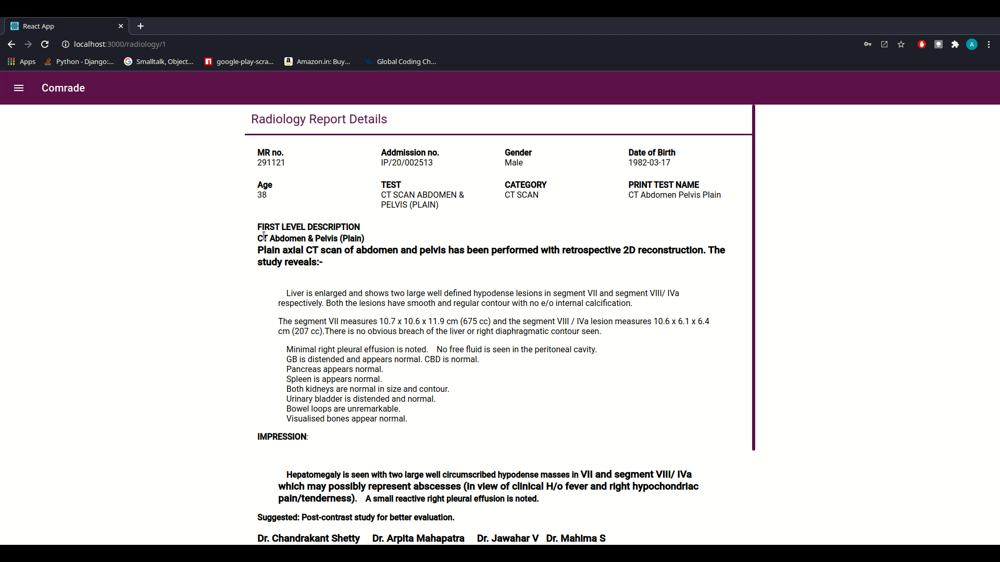 React App
localhost:3000/radiology/1
A
Apps Python - Django:... Smalltalk, Object... google-play-scra... Amazon.in: Buy... Global Coding Ch...
Comrade
Radiology Report Details
MR no. Addmission no. Gender Date of Birth
291121 IP/20/002513 Male 1982-03-17
Age TEST CATEGORY PRINT TEST NAME
38 CT SCAN ABDOMEN & CT SCAN CT Abdomen Pelvis Plain
PELVIS (PLAIN)
FIRST LEVEL DESCRIPTION
CT Abdomen & Pelvis (Plain)
Plain axial CT scan of abdomen and pelvis has been performed with retrospective 2D reconstruction. The
study reveals:-
Liver is enlarged and shows two large well defined hypodense lesions in segment VII and segment VIII/ IVa
respectively. Both the lesions have smooth and regular contour with no e/o internal calcification.
The segment VII measures 10.7 x 10.6 x 11.9 cm (675 cc) and the segment VIII / IVa lesion measures 10.6 x 6.1 x 6.4
cm (207 cc).There is no obvious breach of the liver or right diaphragmatic contour seen.
Minimal right pleural effusion is noted. No free fluid is seen in the peritoneal cavity.
GB is distended and appears normal. CBD is normal.
Pancreas appears normal.
Spleen is appears normal.
Both kidneys are normal in size and contour.
Urinary bladder is distended and normal.
Bowel loops are unremarkable.
Visualised bones appear normal.
IMPRESSION:
Hepatomegaly is seen with two large well circumscribed hypodense masses in VII and segment VIII/ IVa
which may possibly represent abscesses (in view of clinical H/o fever and right hypochondriac
pain/tenderness). A small reactive right pleural effusion is noted.
Suggested: Post-contrast study for better evaluation.
Dr. Chandrakant Shetty Dr. Arpita Mahapatra Dr. Jawahar V Dr. Mahima S